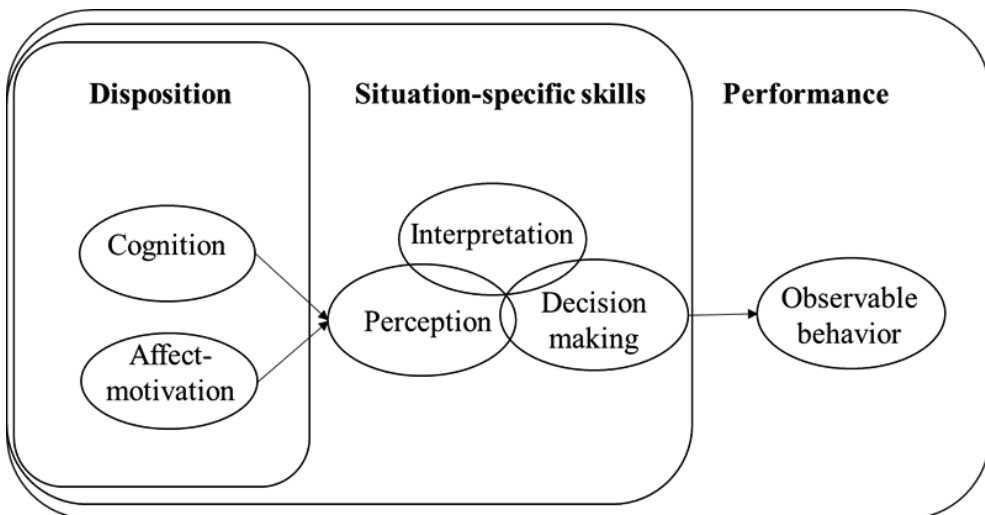 Disposition
Situation-specific skills
Performance
Cognition
Affect-
motivation
Interpretation
Perception
Decision
making
Observable
behavior